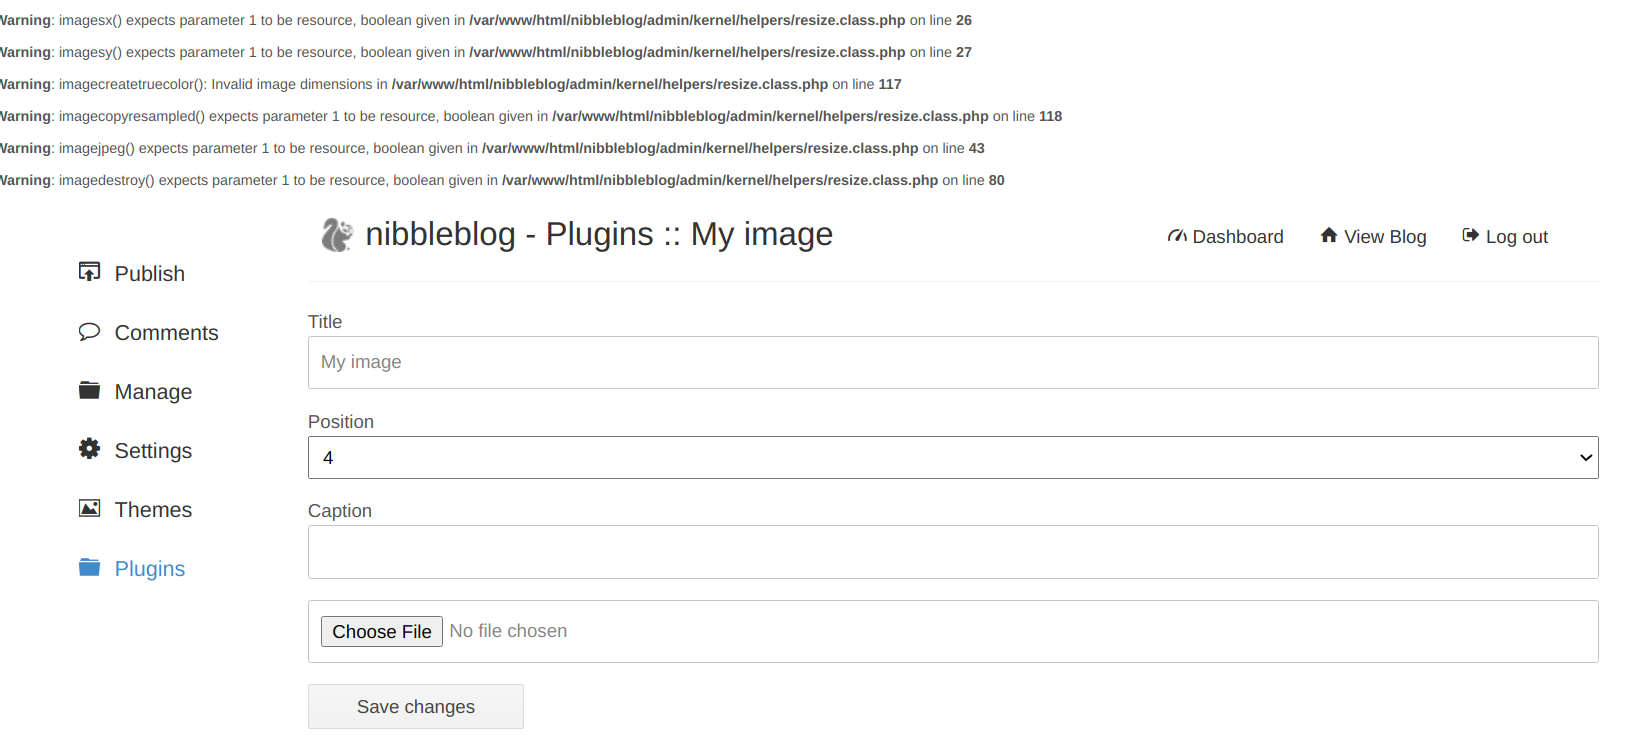 Warning: imagesx() expects parameter 1 to be resource, boolean given in /var/www/html/nibbleblog/admin/kernel/helpers/resize.class.php on line 26
Warning: imagesy() expects parameter 1 to be resource, boolean given in /var/www/html/nibbleblog/admin/kernel/helpers/resize.class.php on line 27
Warning: imagecreatetruecolor(): Invalid image dimensions in /var/www/html/nibbleblog/admin/kernel/helpers/resize.class.php on line 117
Warning: imagecopyresampled() expects parameter 1 to be resource, boolean given in /var/www/html/nibbleblog/admin/kernel/helpers/resize.class.php on line 118
Warning: imagejpeg() expects parameter 1 to be resource, boolean given in /var/www/html/nibbleblog/admin/kernel/helpers/resize.class.php on line 43
Warning: imagedestroy() expects parameter 1 to be resource, boolean given in /var/www/html/nibbleblog/admin/kernel/helpers/resize.class.php on line 80
nibbleblog - Plugins :: My image
Dashboard View Blog Log out
Publish
Comments
Manage
Settings
Themes
Plugins
Title
My image
Position
4
Caption
Choose File No file chosen
Save changes